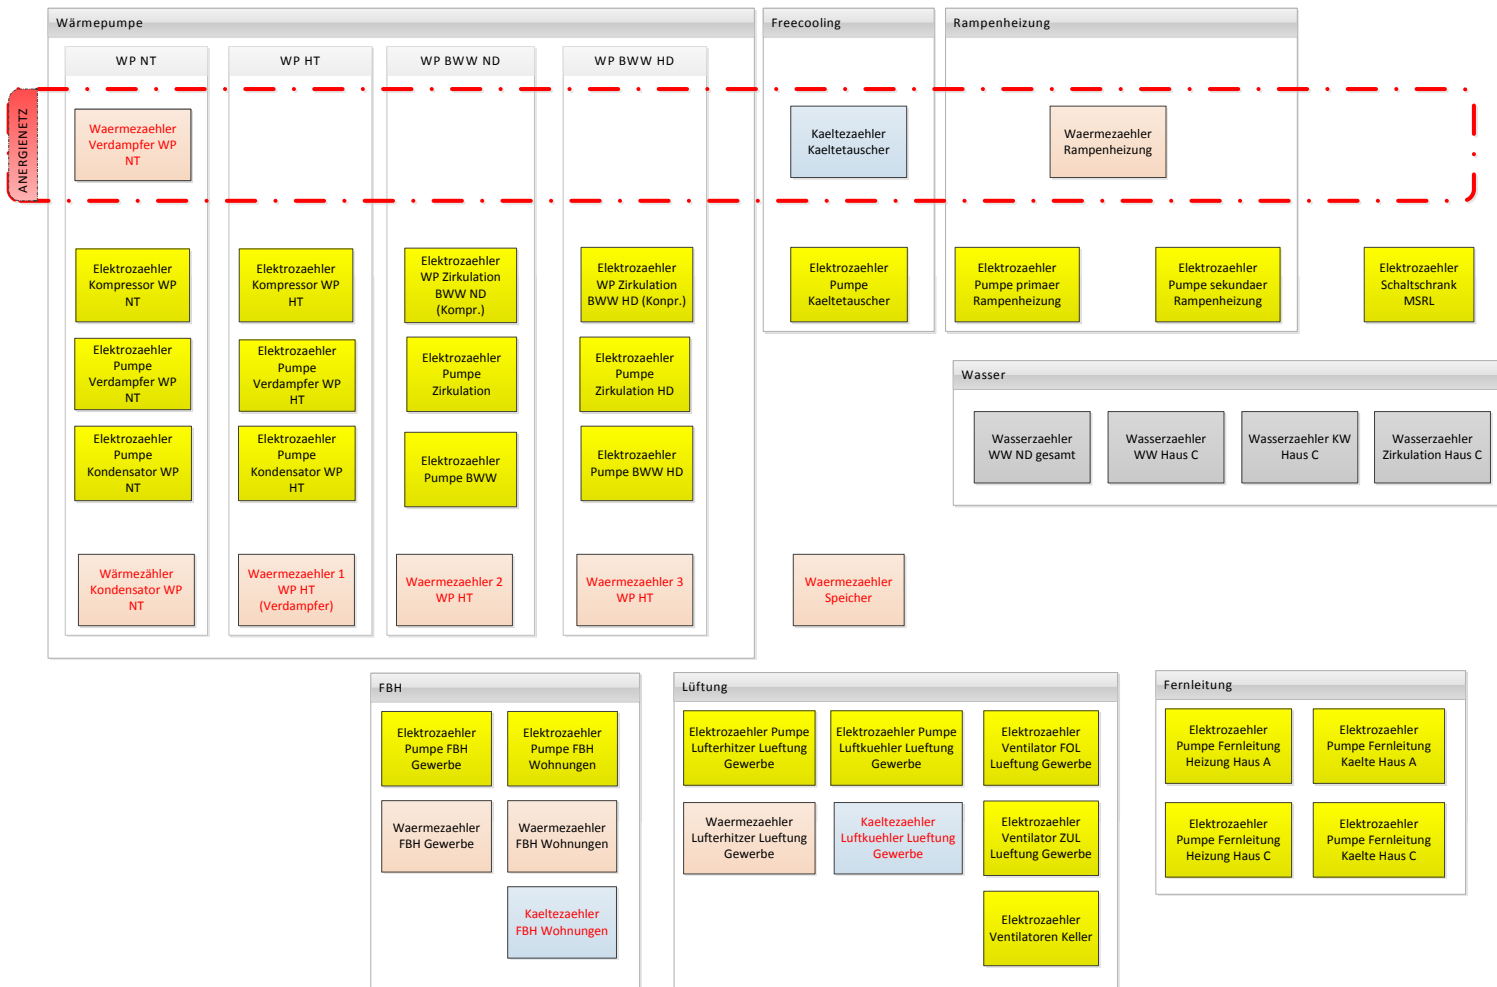 Wärmepumpe
WP NT
WP HT
WP BWW ND
WP BWW HD
Freecooling
Rampenheizung
ANERGIENETZ
Waermezaehler
Verdampfer WP
NT
Kaeltezaehler
Kaeltetauscher
Waermezaehler
Rampenheizung
Elektrozaehler
Kompressor WP
NT
Elektrozaehler
Kompressor WP
HT
Elektrozaehler
WP Zirkulation
BWW ND
(Kompr.)
Elektrozaehler
WP Zirkulation
BWW HD (Konpr.)
Elektrozaehler
Pumpe
Kaeltetauscher
Elektrozaehler
Pumpe primaer
Rampenheizung
Elektrozaehler
Pumpe sekundaer
Rampenheizung
Elektrozaehler
Schaltschrank
MSRL
Elektrozaehler
Pumpe
Verdampfer WP
NT
Elektrozaehler
Pumpe
Verdampfer WP
HT
Elektrozaehler
Pumpe
Zirkulation
Elektrozaehler
Pumpe
Zirkulation HD
Elektrozaehler
Pumpe
Kondensator WP
NT
Elektrozaehler
Pumpe
Kondensator WP
HT
Elektrozaehler
Pumpe BWW
Elektrozaehler
Pumpe BWW HD
Wasser
Wasserzaehler
WW ND gesamt
Wasserzaehler
WW Haus C
Wasserzaehler KW
Haus C
Wasserzaehler
Zirkulation Haus C
Wärmezähler
Kondensator WP
NT
Waermezaehler 1
WP HT
(Verdampfer)
Waermezaehler 2
WP HT
Waermezaehler 3
WP HT
Waermezaehler
Speicher
FBH
Elektrozaehler
Pumpe FBH
Gewerbe
Elektrozaehler
Pumpe FBH
Wohnungen
Waermezaehler
FBH Gewerbe
Waermezaehler
FBH Wohnungen
Kaeltezaehler
FBH Wohnungen
Lüftung
Elektrozaehler Pumpe
Lufterhitzer Lueftung
Gewerbe
Elektrozaehler Pumpe
Luftkuehler Lueftung
Gewerbe
Elektrozaehler
Ventilator FOL
Lueftung Gewerbe
Waermezaehler
Lufterhitzer Lueftung
Gewerbe
Kaeltezaehler
Luftkuehler Lueftung
Gewerbe
Elektrozaehler
Ventilator ZUL
Lueftung Gewerbe
Elektrozaehler
Ventilatoren Keller
Fernleitung
Elektrozaehler
Pumpe Fernleitung
Heizung Haus A
Elektrozaehler
Pumpe Fernleitung
Kaelte Haus A
Elektrozaehler
Pumpe Fernleitung
Heizung Haus C
Elektrozaehler
Pumpe Fernleitung
Kaelte Haus C